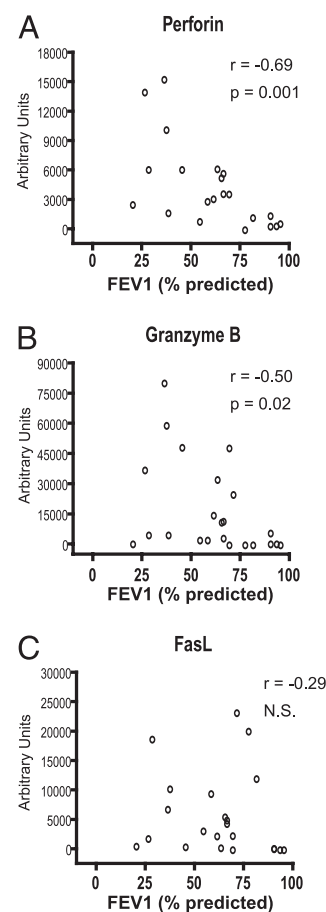 A
Perforin
r = -0.69
p = 0.001
Arbitrary Units
18000
15000
12000
9000
6000
3000
0
0 25 50 75 100
FEV1 (% predicted)
B
Granzyme B
r = -0.50
p = 0.02
Arbitrary Units
90000
75000
60000
45000
30000
15000
0
0 25 50 75 100
FEV1 (% predicted)
C
FasL
r = -0.29
N.S.
Arbitrary Units
30000
25000
20000
15000
10000
5000
0
0 25 50 75 100
FEV1 (% predicted)